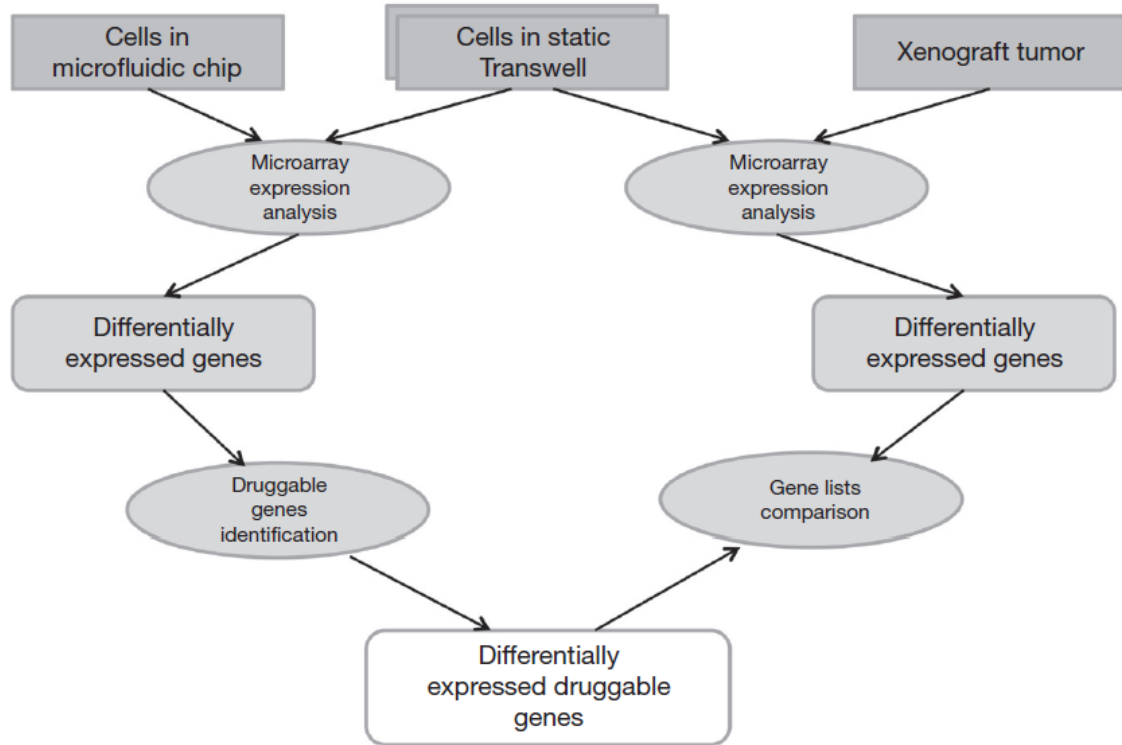 Cells in
microfluidic chip
Cells in static
Transwell
Xenograft tumor
Microarray
expression
analysis
Microarray
expression
analysis
Differentially
expressed genes
Differentially
expressed genes
Druggable
genes
identification
Gene lists
comparison
Differentially
expressed druggable
genes